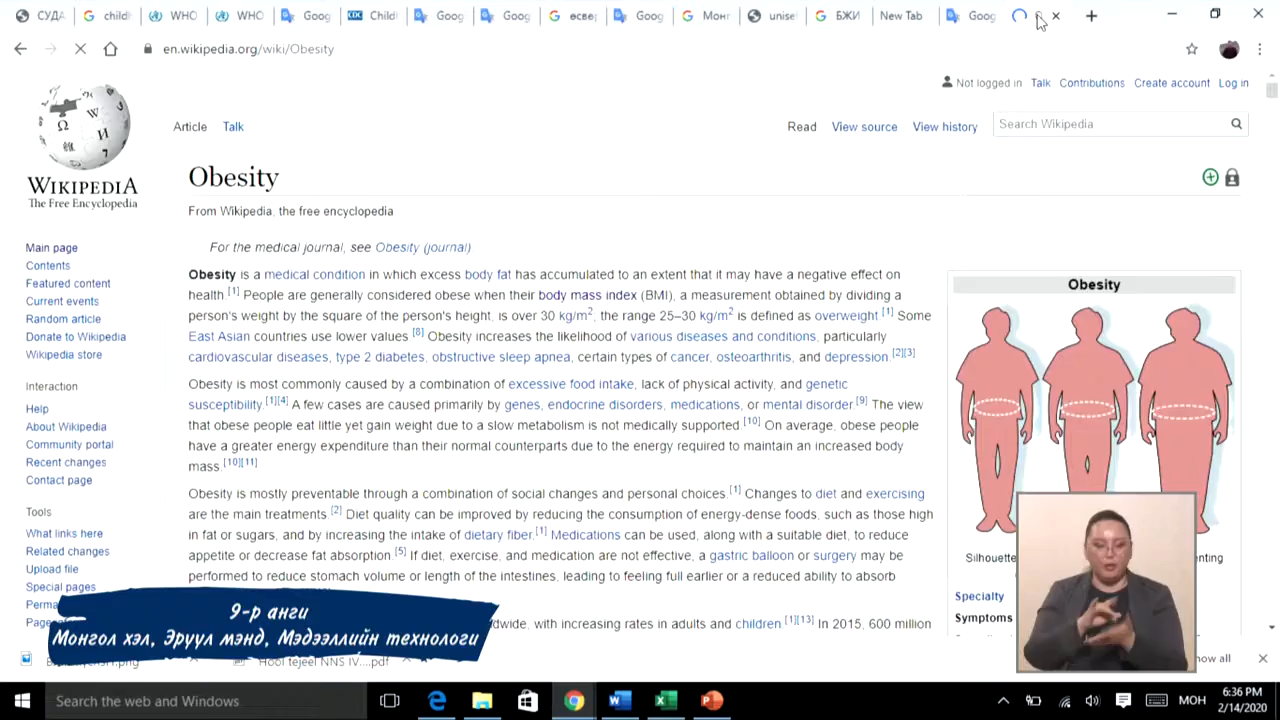 СУДА
child
WHO
WHO
Goog
CDC Child
Goog
Goog
өсвөр
Goog
Монг
unise
БЖИ
New Tab
Goog
en.wikipedia.org/wiki/Obesity
Not logged in Talk Contributions Create account Log in
Article Talk
Read View source View history
Search Wikipedia
WIKIPEDIA
The Free Encyclopedia
Main page
Contents
Featured content
Current events
Random article
Donate to Wikipedia
Wikipedia store
Interaction
Help
About Wikipedia
Community portal
Recent changes
Contact page
Tools
What links here
Related changes
Upload file
Special pages
Perma
Page
Obesity
From Wikipedia, the free encyclopedia
For the medical journal, see Obesity (journal)
Obesity is a medical condition in which excess body fat has accumulated to an extent that it may have a negative effect on
health.[1] People are generally considered obese when their body mass index (BMI), a measurement obtained by dividing a
person's weight by the square of the person's height, is over 30 kg/m², the range 25–30 kg/m² is defined as overweight.[1] Some
East Asian countries use lower values.[8] Obesity increases the likelihood of various diseases and conditions, particularly
cardiovascular diseases, type 2 diabetes, obstructive sleep apnea, certain types of cancer, osteoarthritis, and depression.[2][3]
Obesity is most commonly caused by a combination of excessive food intake, lack of physical activity, and genetic
susceptibility.[1][4] A few cases are caused primarily by genes, endocrine disorders, medications, or mental disorder.[9] The view
that obese people eat little yet gain weight due to a slow metabolism is not medically supported.[10] On average, obese people
have a greater energy expenditure than their normal counterparts due to the energy required to maintain an increased body
mass.[10][11]
Obesity is mostly preventable through a combination of social changes and personal choices.[1] Changes to diet and exercising
are the main treatments.[2] Diet quality can be improved by reducing the consumption of energy-dense foods, such as those high
in fat or sugars, and by increasing the intake of dietary fiber.[1] Medications can be used, along with a suitable diet, to reduce
appetite or decrease fat absorption.[5] If diet, exercise, and medication are not effective, a gastric balloon or surgery may be
performed to reduce stomach volume or length of the intestines, leading to feeling full earlier or a reduced ability to absorb
dwide, with increasing rates in adults and children.[1][13] In 2015, 600 million
Obesity
Silhouette
enting
Specialty
Symptoms
9-р анги
Монгол хэл, Эрүүл мэнд, Мэдээллийн технологи
Hool tejeel NNS IV....pdf
how all
Search the web and Windows
МОН
6:36 PM
2/14/2020